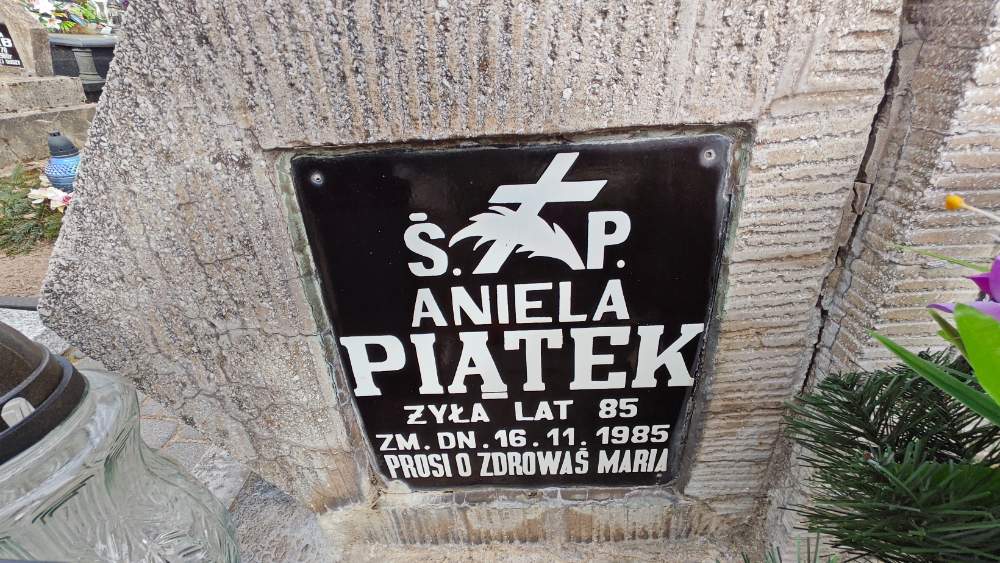 Ś. P.
ANIELA
PIĄTEK
ŻYŁA LAT 85
ZM. DN. 16. 11. 1985
PROSI O ZDROWAŚ MARIA